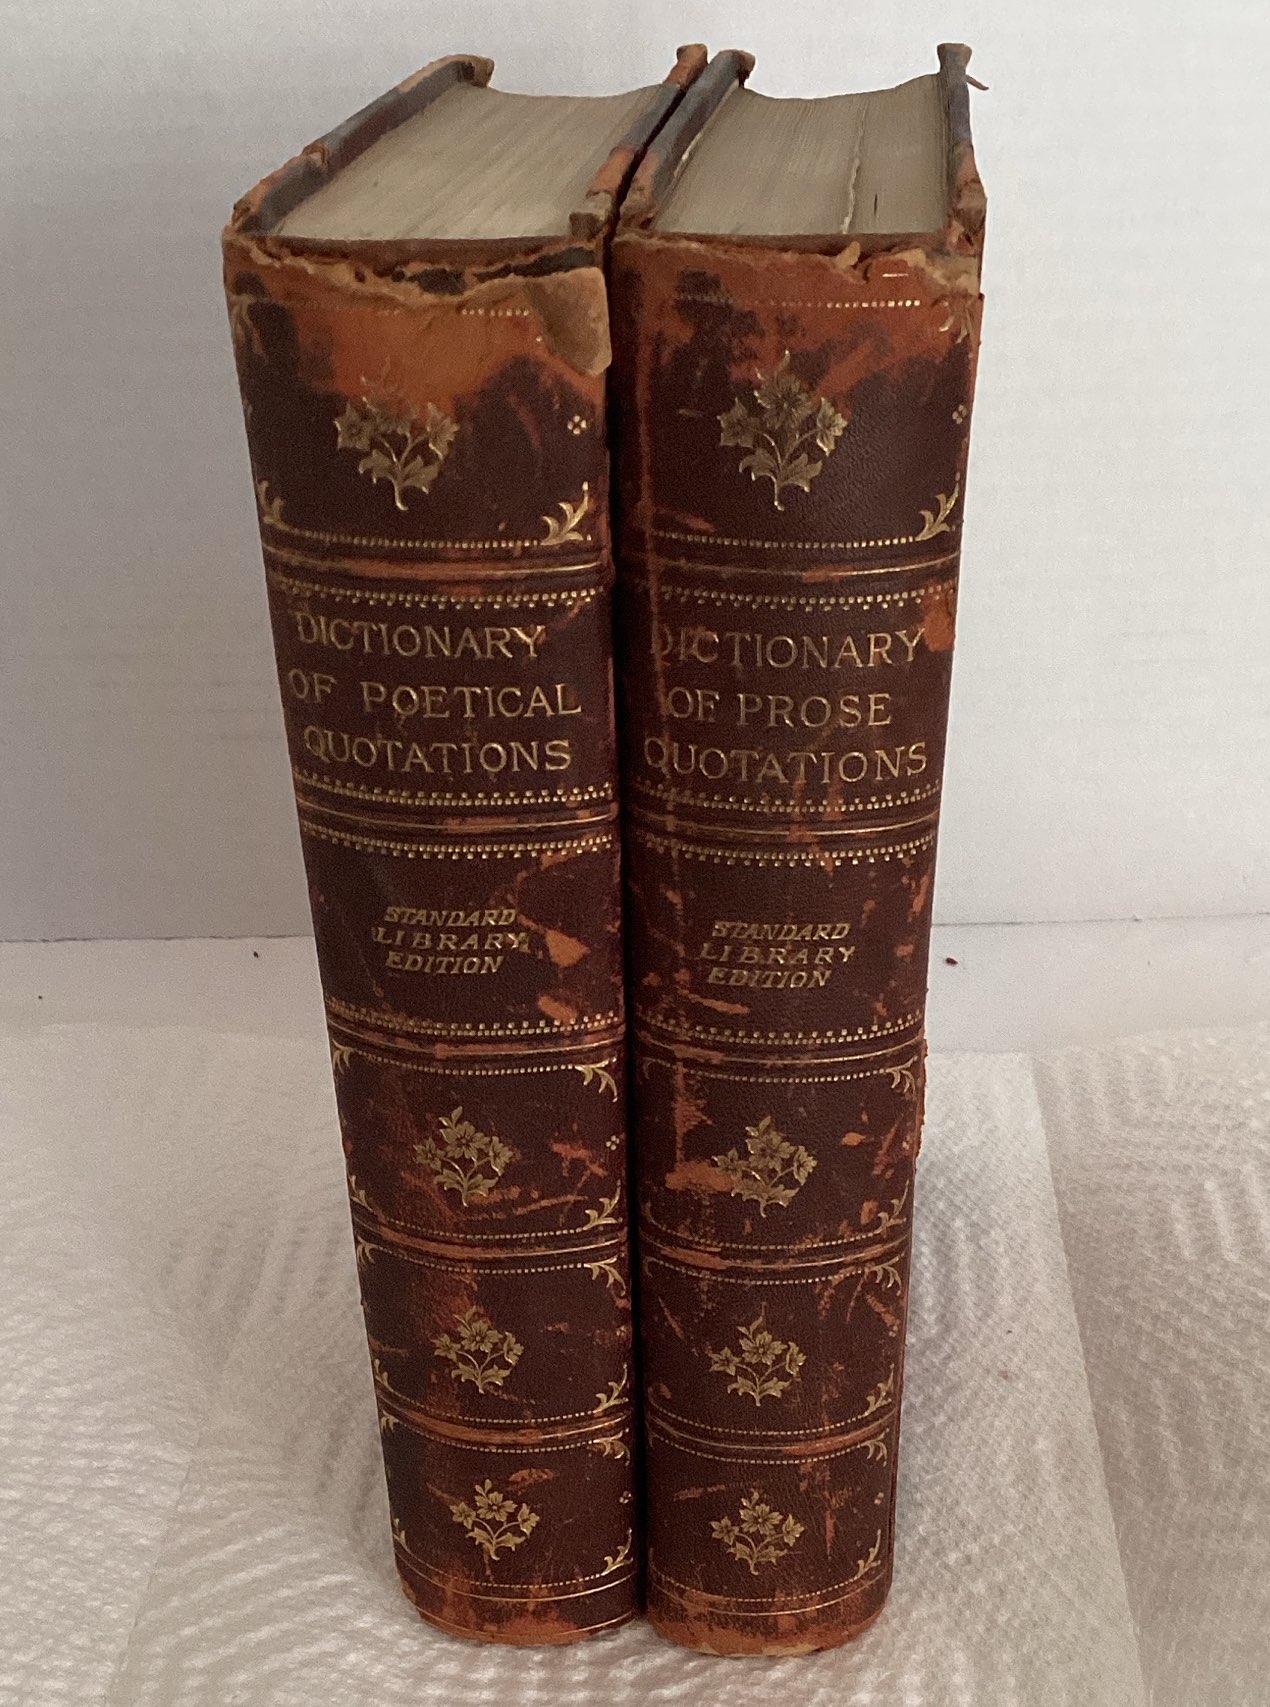 DICTIONARY
OF POETICAL
QUOTATIONS
STANDARD
LIBRARY
EDITION
DICTIONARY
OF PROSE
QUOTATIONS
STANDARD
LIBRARY
EDITION